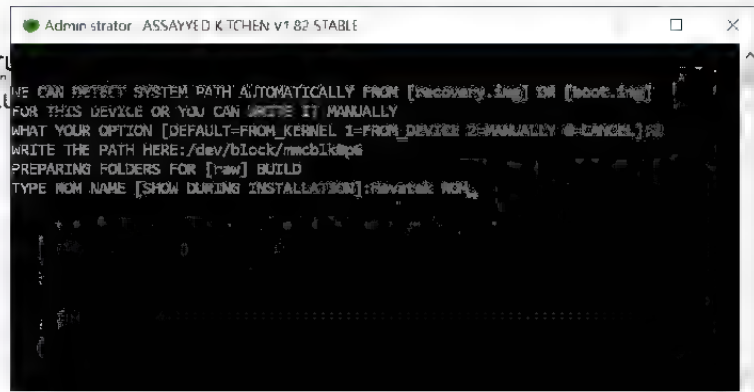 Administrator ASSAYYED KITCHEN V1.82 STABLE
WE CAN DETECT SYSTEM PATH AUTOMATICALLY FROM [recovery.img] OR [boot.img]
FOR THIS DEVICE OR YOU CAN WRITE IT MANUALLY
WHAT YOUR OPTION [DEFAULT=FROM_KERNEL 1=FROM_DEVICE 2=MANUALLY 0=CANCEL]:
WRITE THE PATH HERE:/dev/block/mmcblk0p6
PREPARING FOLDERS FOR [raw] BUILD
TYPE ROM NAME [SHOW DURING INSTALLATION]: ROM